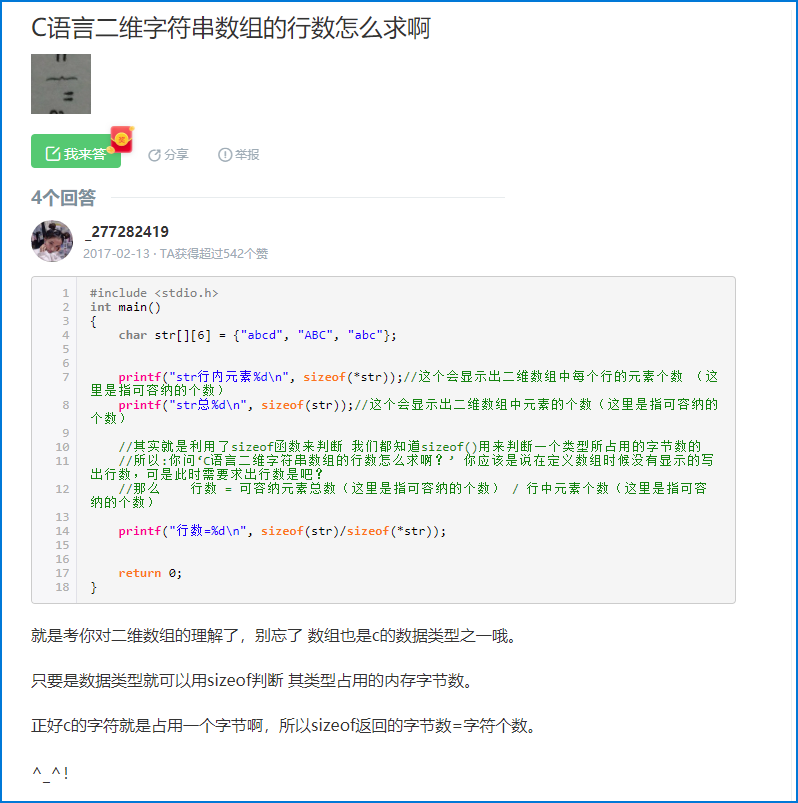 C语言二维字符串数组的行数怎么求啊
我来答
分享
举报
4个回答
_277282419
2017-02-13 · TA获得超过542个赞
1 #include <stdio.h>
2 int main()
3 {
4 char str[][6] = {"abcd", "ABC", "abc"};
5
6
7 printf("str行内元素%d\n", sizeof(*str));//这个会显示出二维数组中每个行的元素个数 （这
里是指可容纳的个数）
8 printf("str总%d\n", sizeof(str));//这个会显示出二维数组中元素的个数（这里是指可容纳的
个数）
9
10 //其实就是利用了sizeof函数来判断 我们都知道sizeof()用来判断一个类型所占用的字节数的
11 //所以:你问‘C语言二维字符串数组的行数怎么求啊？’ 你应该是说在定义数组时候没有显示的写
出行数，可是此时需要求出行数是吧？
12 //那么 行数 = 可容纳元素总数（这里是指可容纳的个数） / 行中元素个数（这里是指可容
纳的个数）
13
14 printf("行数=%d\n", sizeof(str)/sizeof(*str));
15
16
17 return 0;
18 }
就是考你对二维数组的理解了，别忘了 数组也是c的数据类型之一哦。
只要是数据类型就可以用sizeof判断 其类型占用的内存字节数。
正好c的字符就是占用一个字节啊，所以sizeof返回的字节数=字符个数。
^_^！